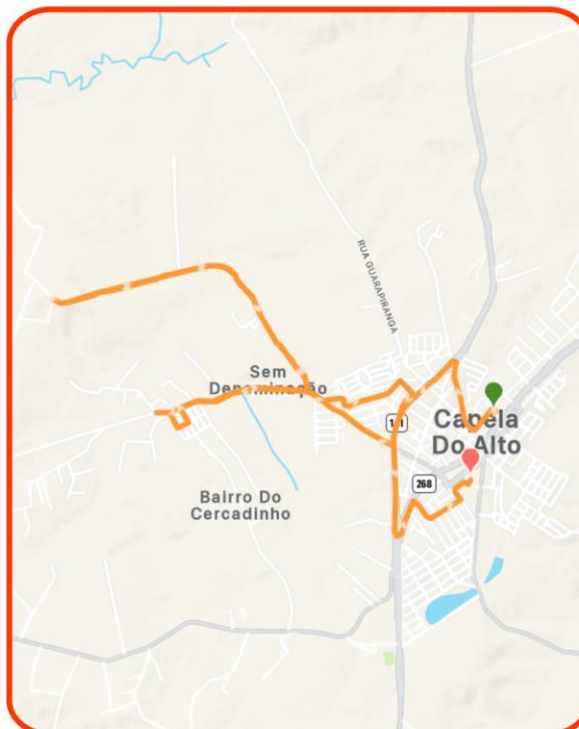 RUA GUARAPIRANGA
Sem
Denominação
Capela
Do Alto
268
Bairro Do
Cercadinho